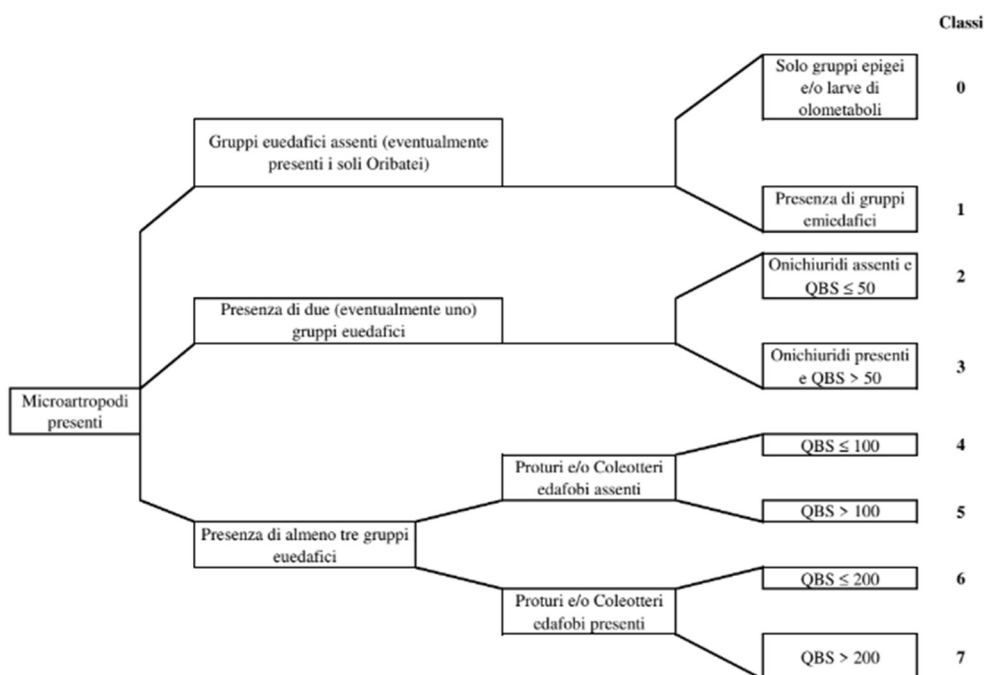 Classi
Solo gruppi epigei
e/o larve di
olometaboli
0
Gruppi euedafici assenti (eventualmente
presenti i soli Oribatei)
Presenza di gruppi
emiedafici
1
Onichiuridi assenti e
QBS ≤ 50
2
Presenza di due (eventualmente uno)
gruppi euedafici
Onichiuridi presenti
e QBS > 50
3
Microartropodi
presenti
QBS ≤ 100
4
Proturi e/o Coleotteri
edafobi assenti
QBS > 100
5
Presenza di almeno tre gruppi
euedafici
QBS ≤ 200
6
Proturi e/o Coleotteri
edafobi presenti
QBS > 200
7